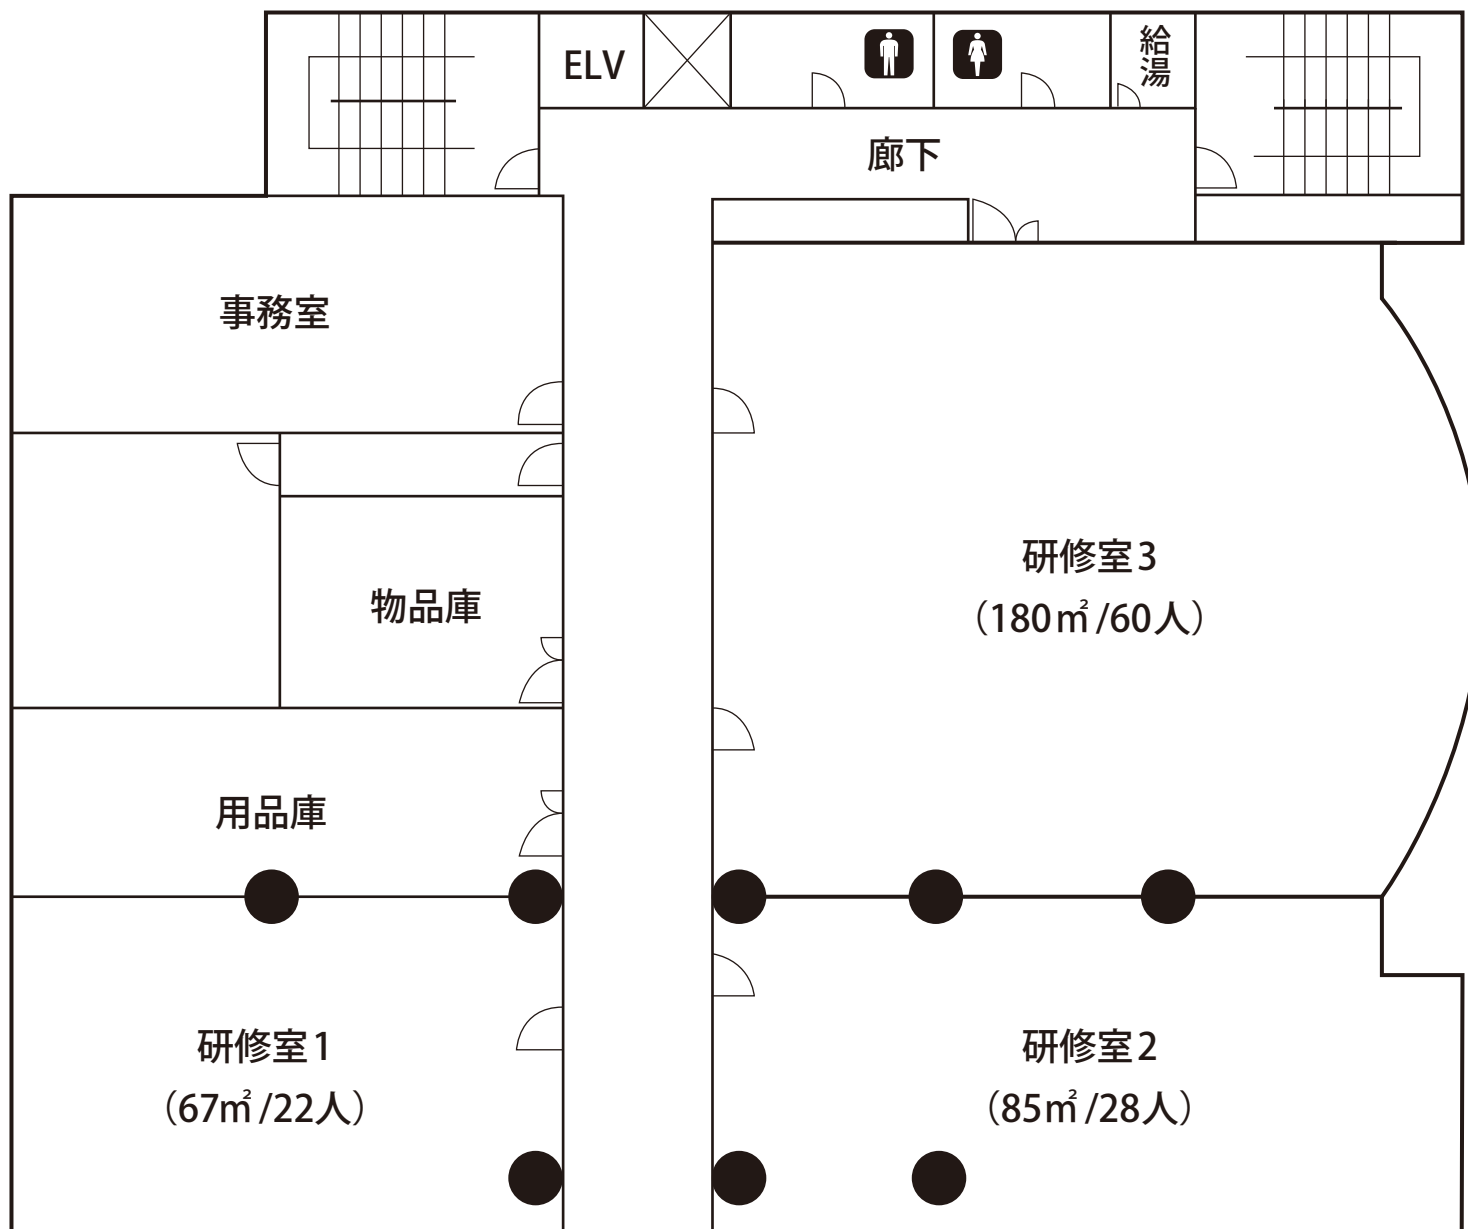 ELV
給湯
廊下
事務室
研修室3
（180㎡/60人）
物品庫
用品庫
研修室1
（67㎡/22人）
研修室2
（85㎡/28人）